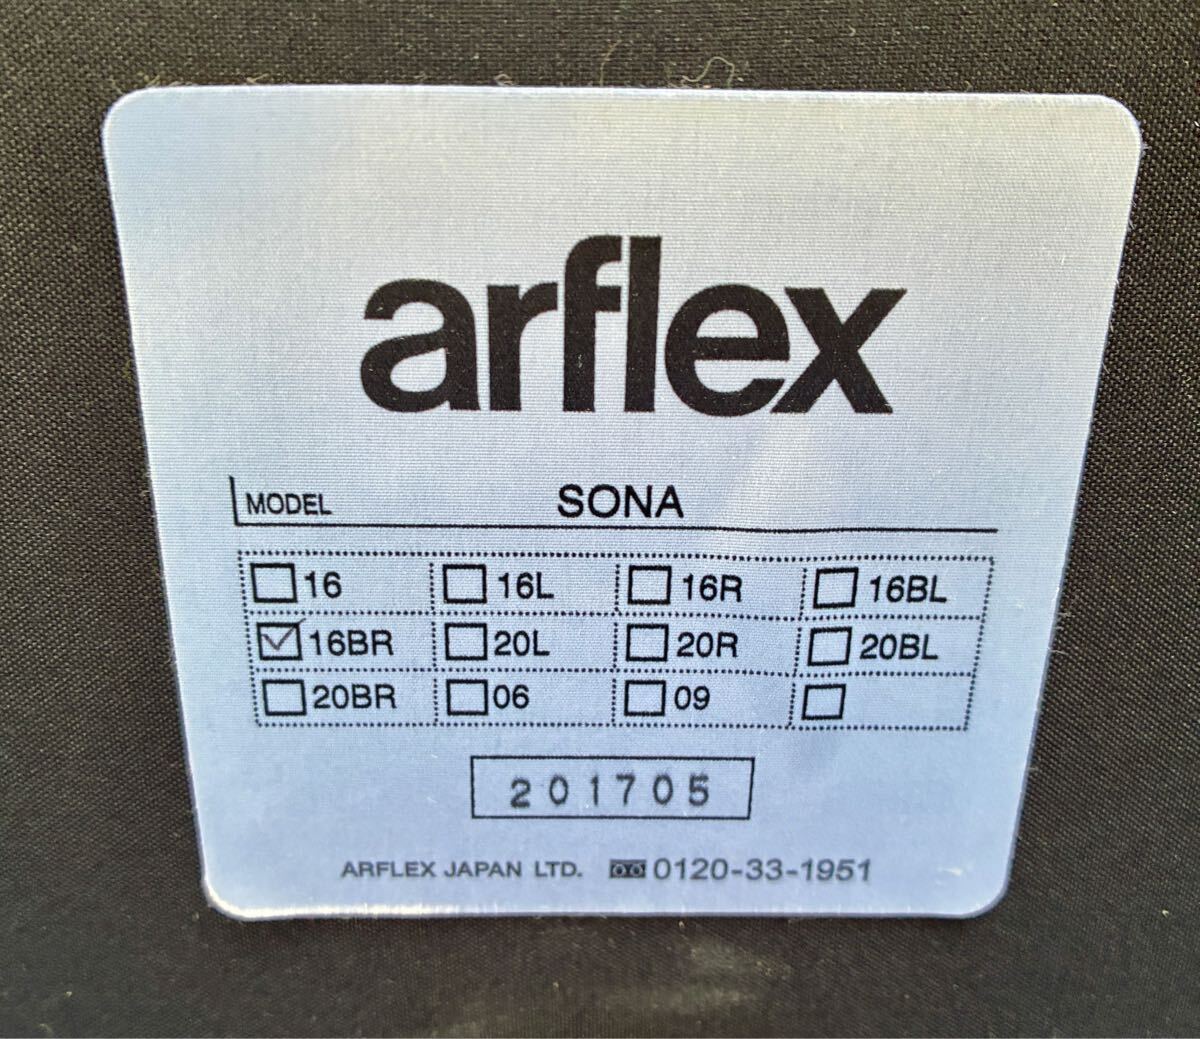 arflex
MODEL SONA
16 16L 16R 16BL
16BR 20L 20R 20BL
20BR 06 09
201705
ARFLEX JAPAN LTD. 0120-33-1951